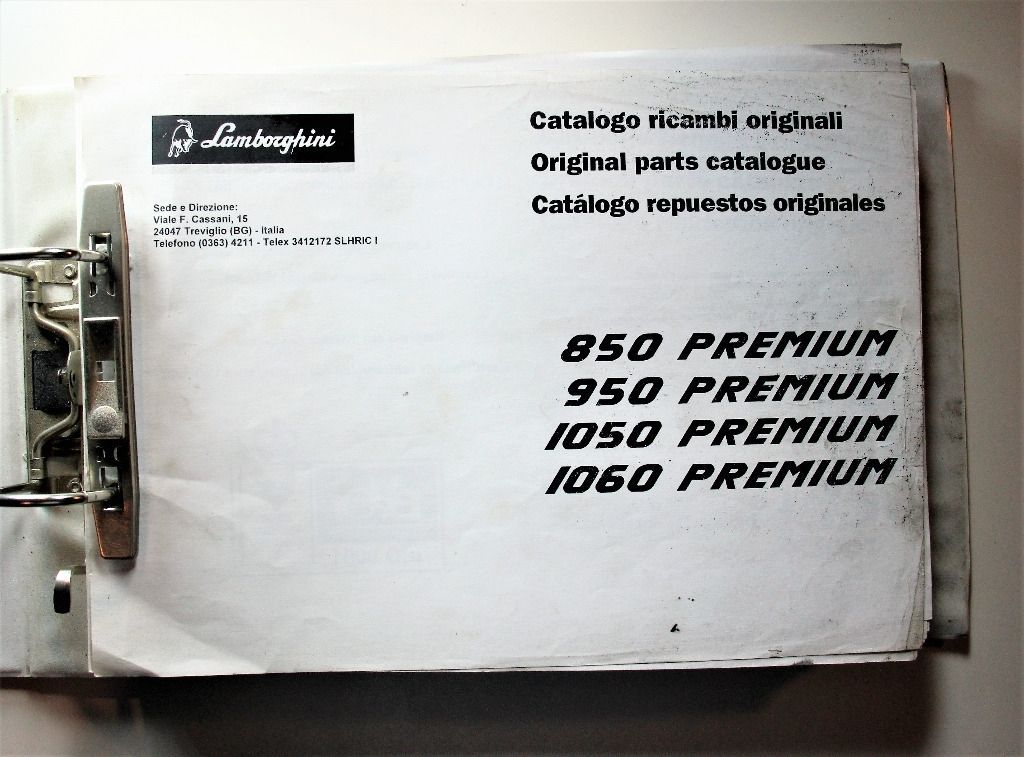 Lamborghini
Sede e Direzione:
Viale F. Cassani, 15
24047 Treviglio (BG) - Italia
Telefono (0363) 4211 - Telex 3412172 SLHRIC I
Catalogo ricambi originali
Original parts catalogue
Catálogo repuestos originales
850 PREMIUM
950 PREMIUM
1050 PREMIUM
1060 PREMIUM